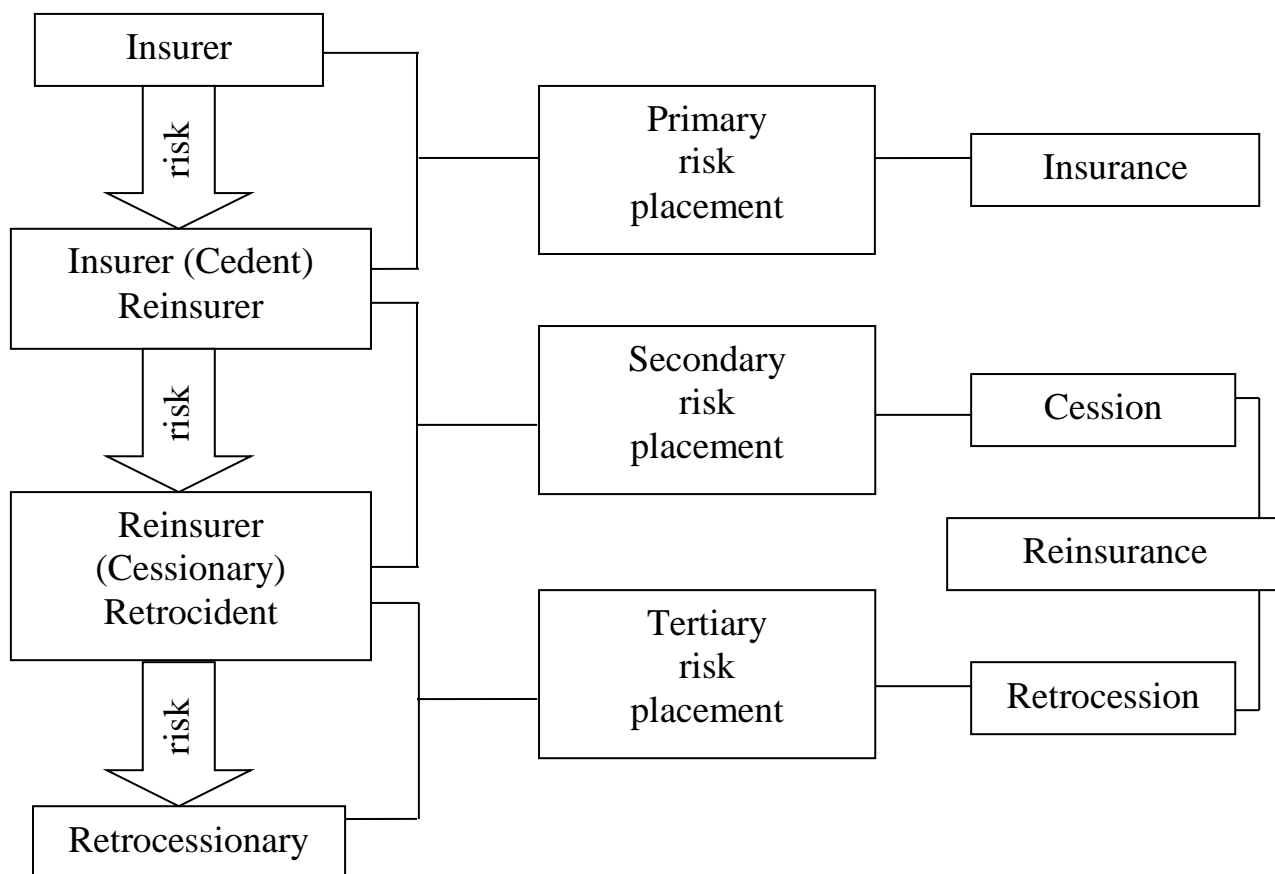 Insurer
risk
Primary
risk
placement
Insurance
Insurer (Cedent)
Reinsurer
risk
Secondary
risk
placement
Cession
Reinsurer
(Cessionary)
Retrocident
Reinsurance
risk
Tertiary
risk
placement
Retrocession
Retrocessionary